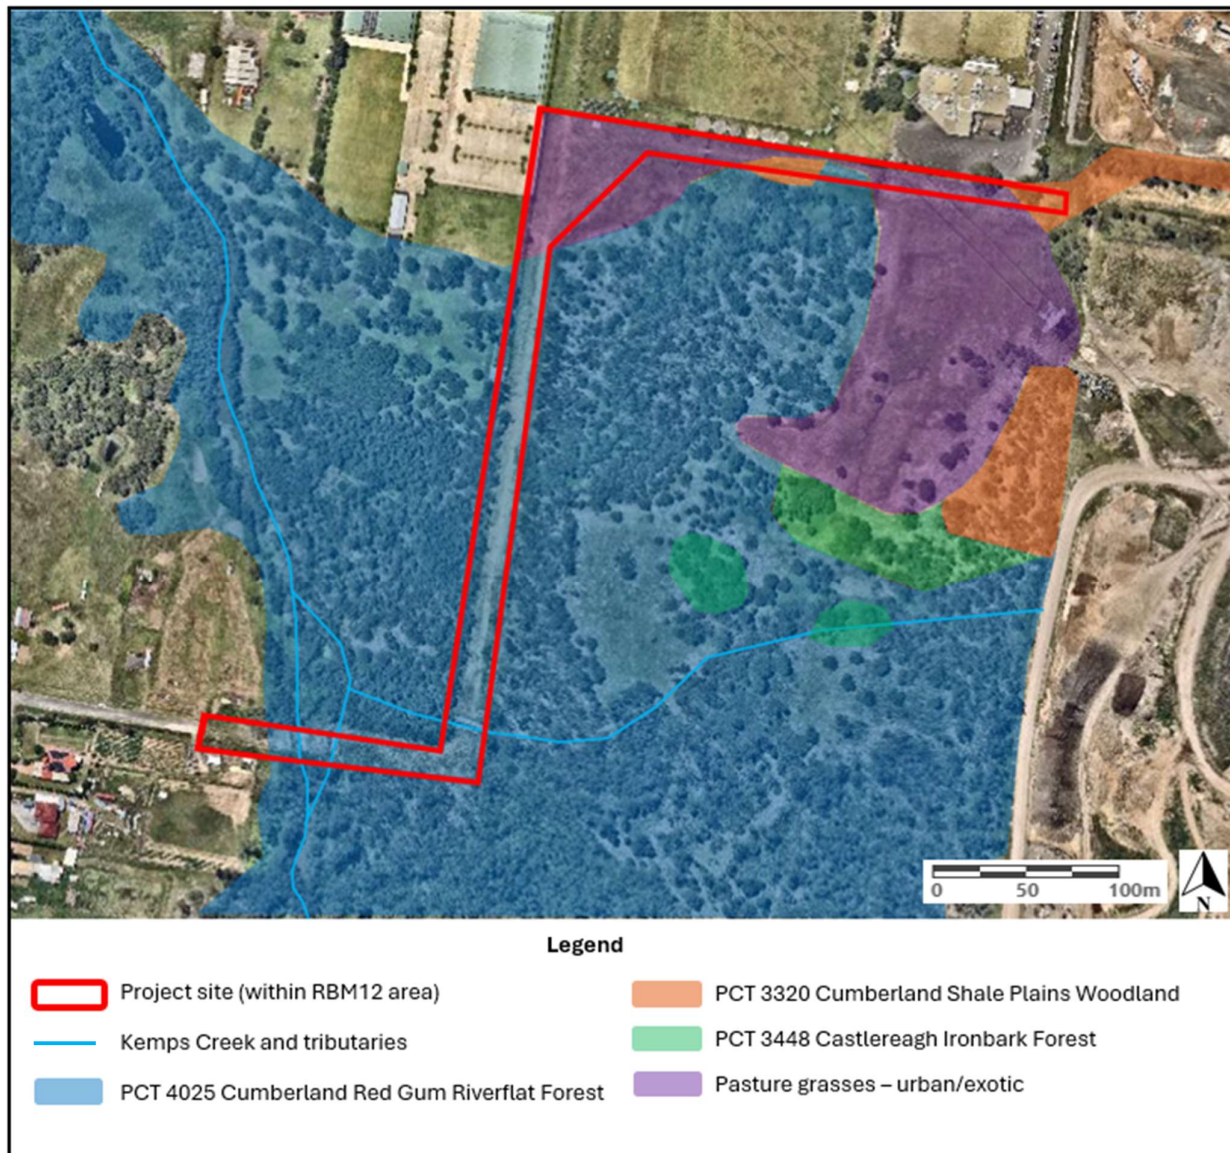 0 50 100m
N
Legend
Project site (within RBM12 area)
PCT 3320 Cumberland Shale Plains Woodland
Kemps Creek and tributaries
PCT 3448 Castlereagh Ironbark Forest
PCT 4025 Cumberland Red Gum Riverflat Forest
Pasture grasses – urban/exotic